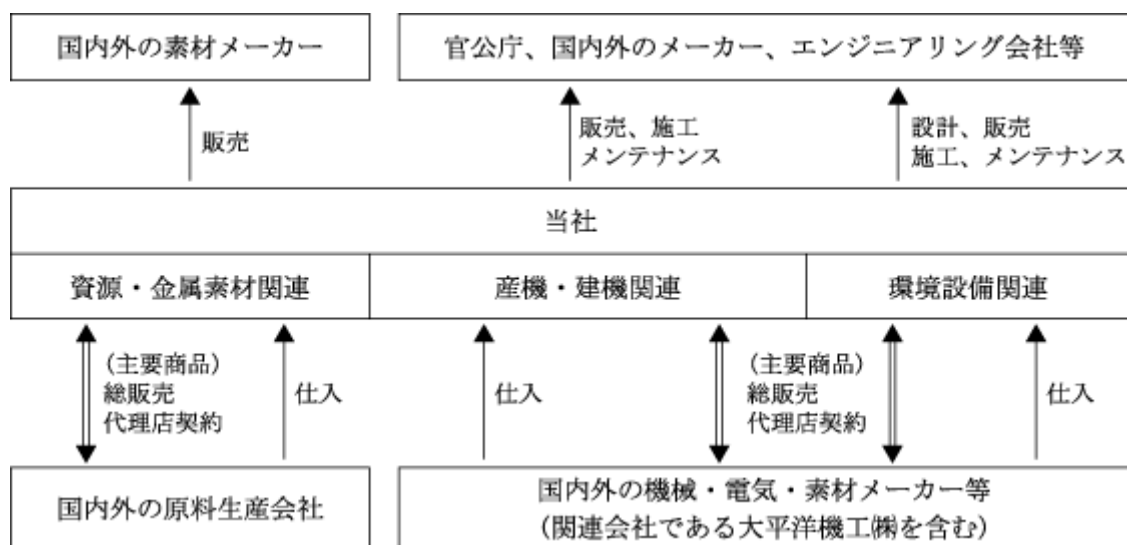 国内外の素材メーカー
官公庁、国内外のメーカー、エンジニアリング会社等
販売
販売、施工
メンテナンス
設計、販売
施工、メンテナンス
当社
資源・金属素材関連
産機・建機関連
環境設備関連
(主要商品)
総販売
代理店契約
仕入
仕入
(主要商品)
総販売
代理店契約
仕入
国内外の原料生産会社
国内外の機械・電気・素材メーカー等
(関連会社である大平洋機工㈱を含む)